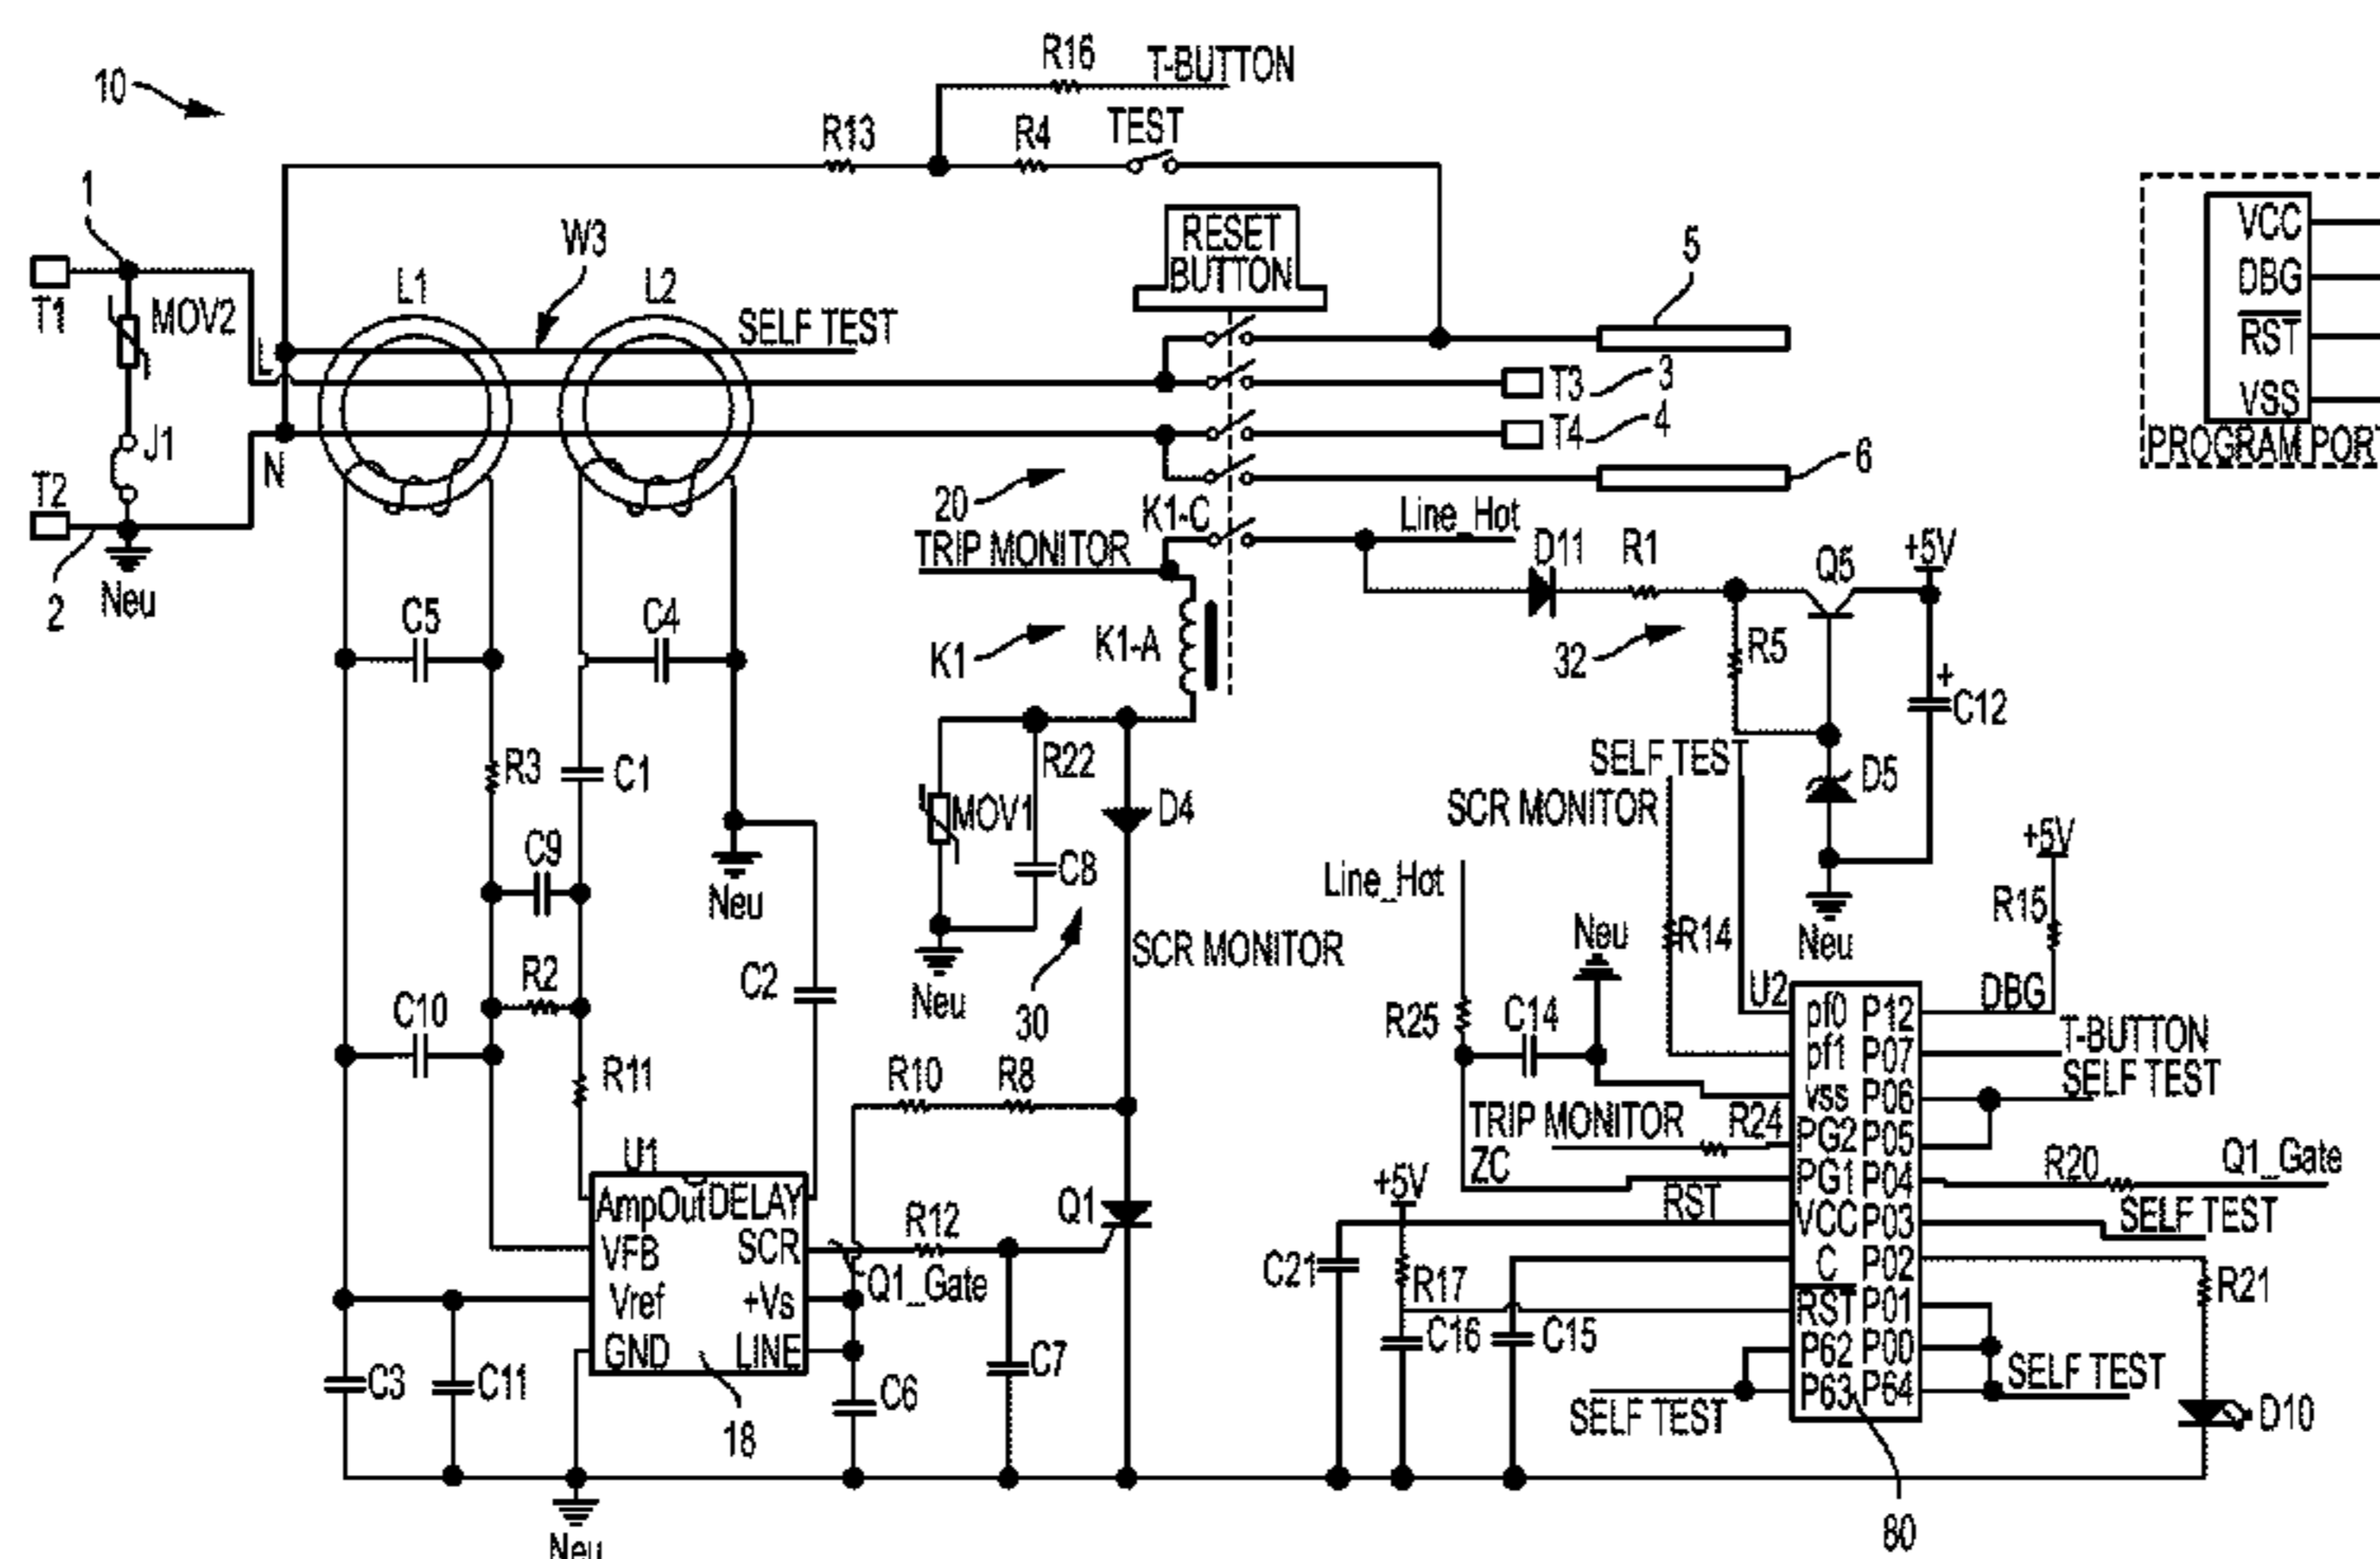 10
R16
T-BUTTON
R13
R4
TEST
1
T1
MOV2
W3
L1
L2
SELF TEST
L
RESET
BUTTON
5
VCC
DBG
RST
VSS
PROGRAM PORT
T3
3
T4
4
J1
N
T2
6
2
Neu
20
K1-C
Line_Hot
TRIP MONITOR
D11
R1
Q5
+5V
C5
C4
K1
K1-A
32
R5
+
C12
R3
C1
R22
MOV1
D4
SELF TEST
SCR MONITOR
D5
C9
Neu
C8
Line_Hot
+5V
R15
R2
C2
SCR MONITOR
Neu
R14
Neu
C10
Neu
30
R25
C14
U2
DBG
R11
R10
R8
pf0 P12
T-BUTTON
pf1 P07
SELF TEST
vss P06
TRIP MONITOR
R24
PG2 P05
ZC
PG1 P04
R20
Q1_Gate
U1
AmpOut DELAY
VFB SCR
Vref +Vs
GND LINE
R12
Q1
Q1_Gate
+5V
RST
VCC P03
SELF TEST
C21
R17
C P02
R21
RST P01
C16
C15
P62 P00
SELF TEST
P63 P64
SELF TEST
C3
C11
18
C6
C7
D10
Neu
80